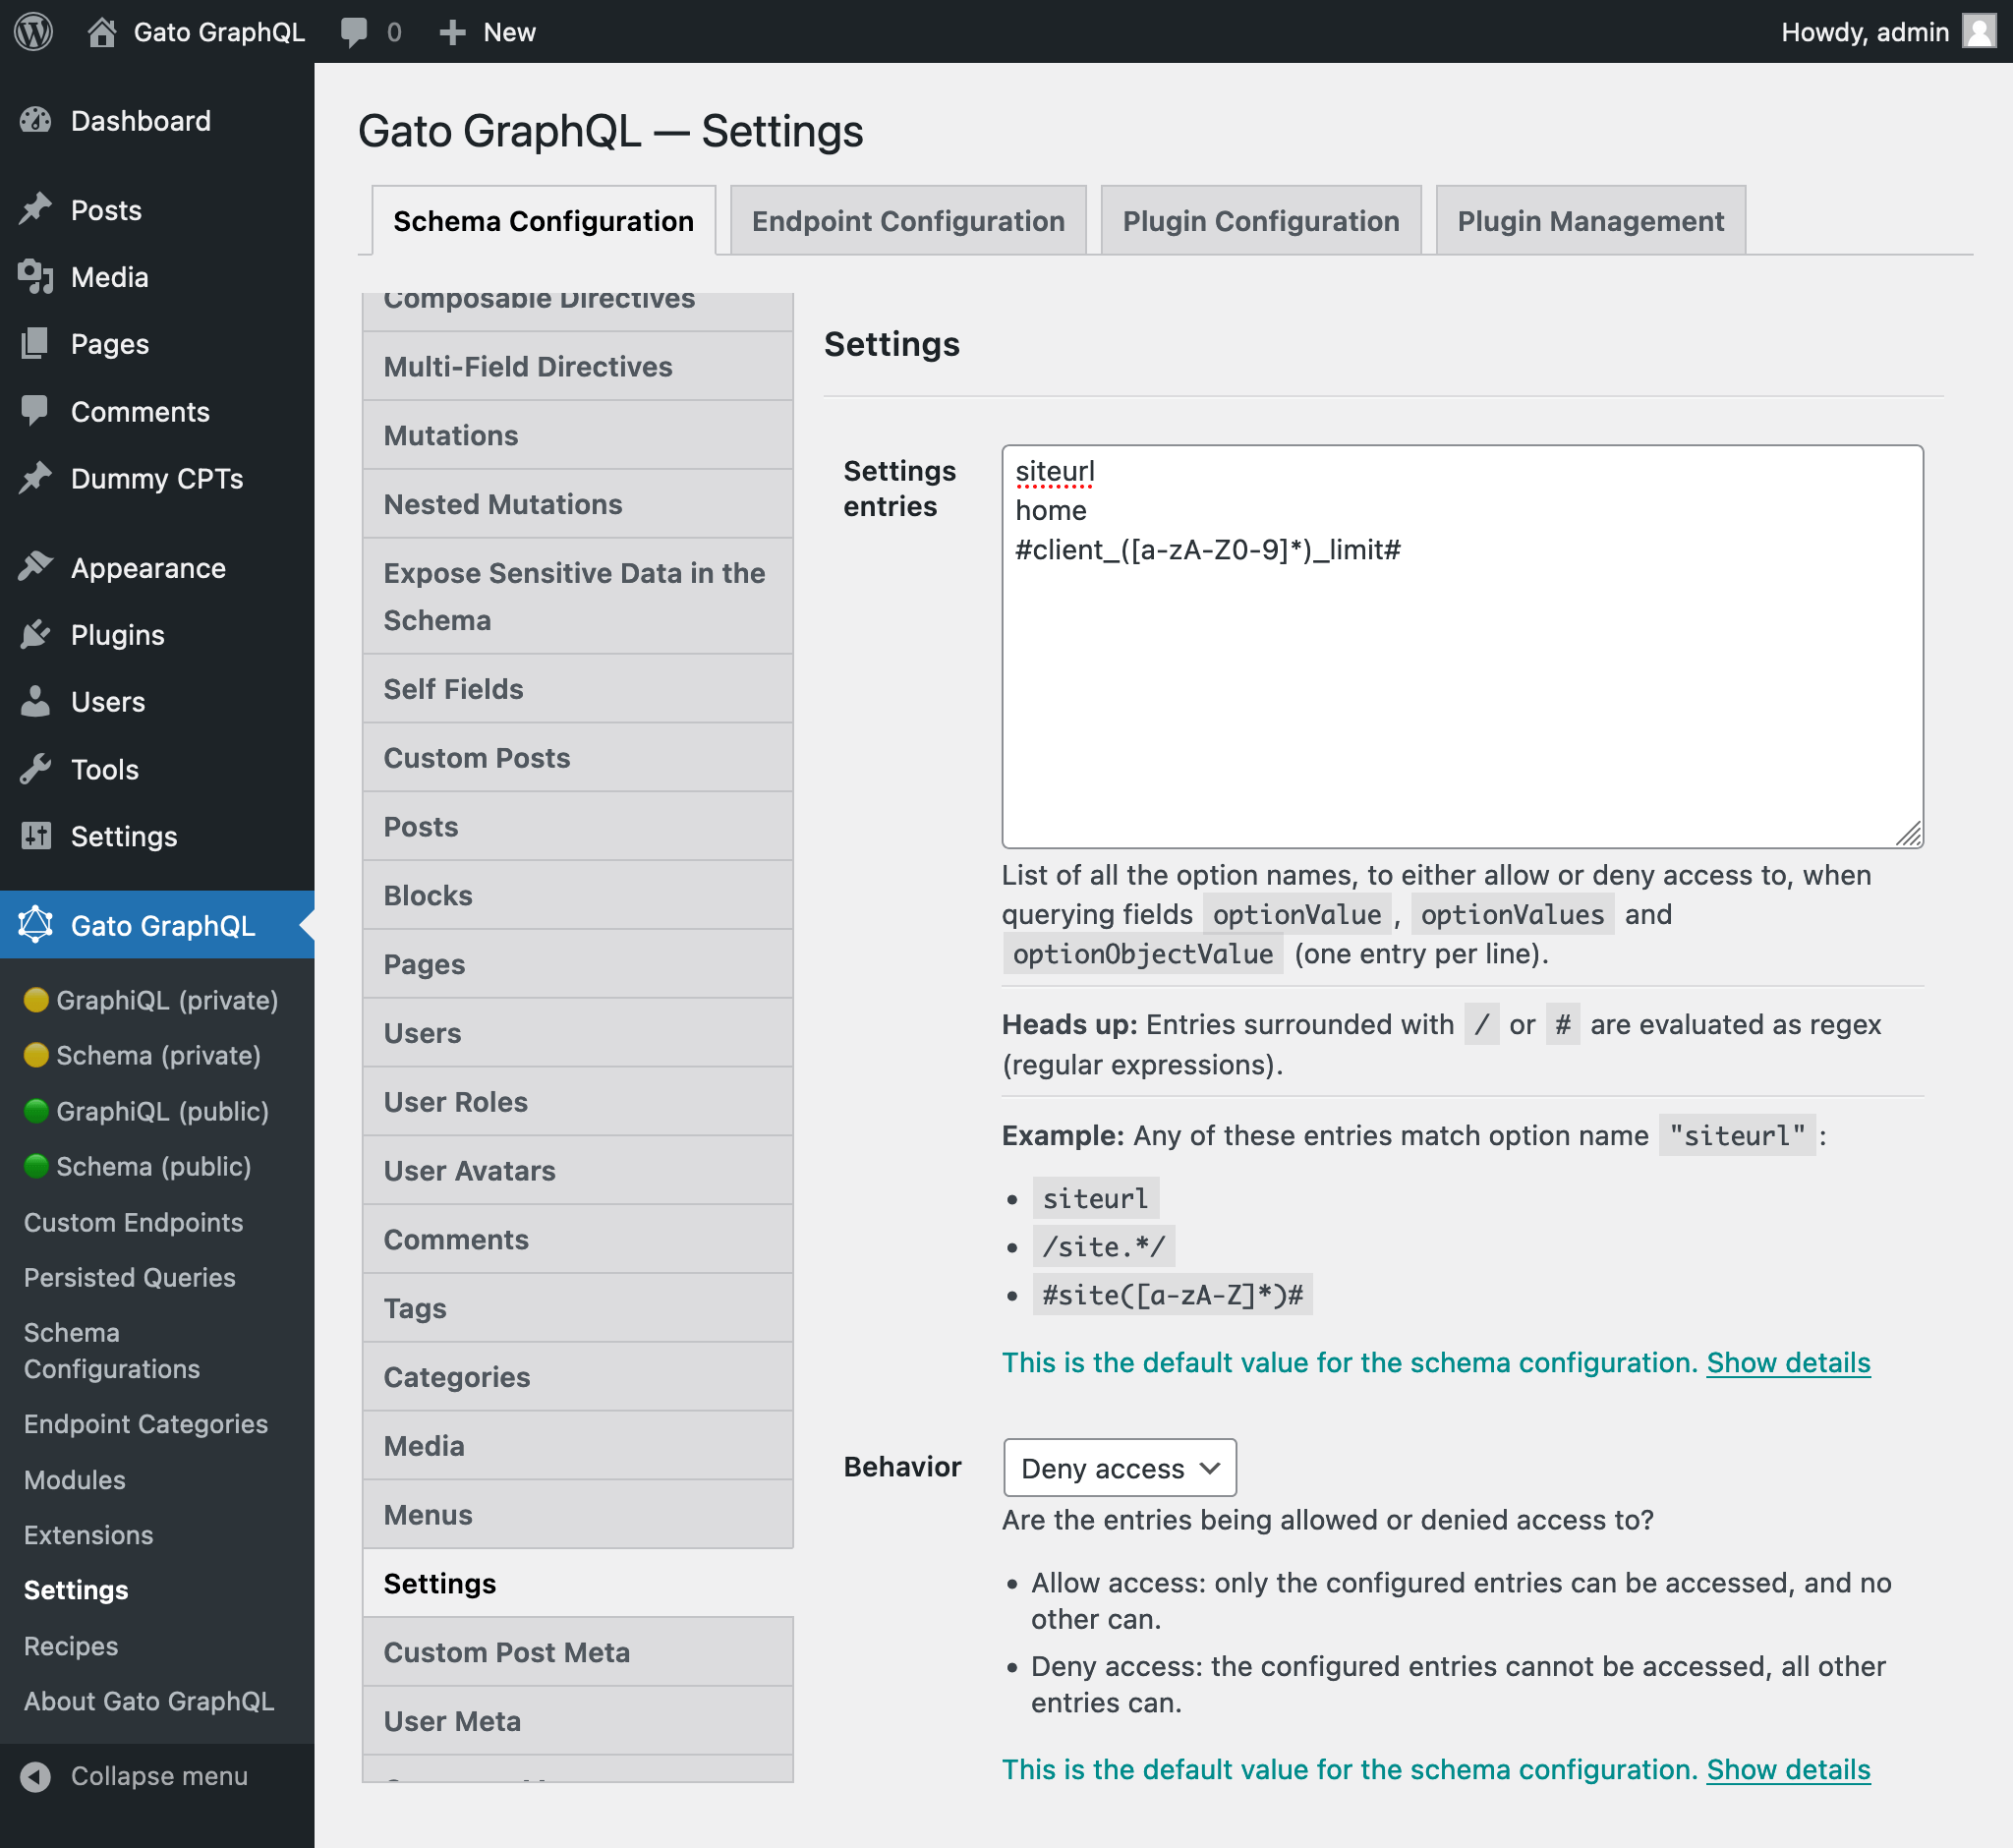 Gato GraphQL
0
New
Howdy, admin
Dashboard
Posts
Media
Pages
Comments
Dummy CPTs
Appearance
Plugins
Users
Tools
Settings
Gato GraphQL
GraphiQL (private)
Schema (private)
GraphiQL (public)
Schema (public)
Custom Endpoints
Persisted Queries
Schema
Configurations
Endpoint Categories
Modules
Extensions
Settings
Recipes
About Gato GraphQL
Collapse menu
Gato GraphQL — Settings
Schema Configuration
Endpoint Configuration
Plugin Configuration
Plugin Management
Composable Directives
Multi-Field Directives
Mutations
Nested Mutations
Expose Sensitive Data in the
Schema
Self Fields
Custom Posts
Posts
Blocks
Pages
Users
User Roles
User Avatars
Comments
Tags
Categories
Media
Menus
Settings
Custom Post Meta
User Meta
Settings
Settings
entries
siteurl
home
#client_([a-zA-Z0-9]*)_limit#
List of all the option names, to either allow or deny access to, when
querying fields optionValue , optionValues and
optionObjectValue (one entry per line).
Heads up: Entries surrounded with / or # are evaluated as regex
(regular expressions).
Example: Any of these entries match option name "siteurl" :
• siteurl
• /site.*/
• #site([a-zA-Z]*)#
This is the default value for the schema configuration. Show details
Behavior
Deny access
Are the entries being allowed or denied access to?
• Allow access: only the configured entries can be accessed, and no
other can.
• Deny access: the configured entries cannot be accessed, all other
entries can.
This is the default value for the schema configuration. Show details